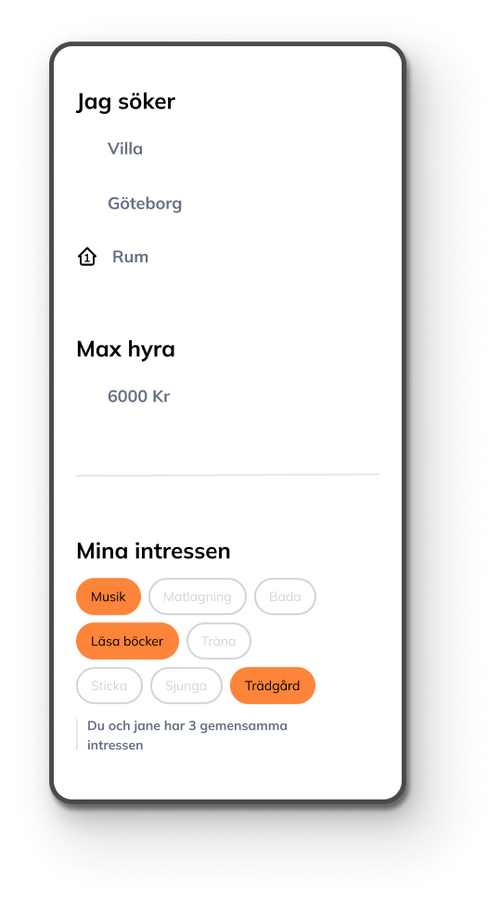 Jag söker
Villa
Göteborg
1 Rum
Max hyra
6000 Kr
Mina intressen
Musik Matlagning Bada
Läsa böcker Träna
Sticka Sjunga Trädgård
Du och jane har 3 gemensamma
intressen